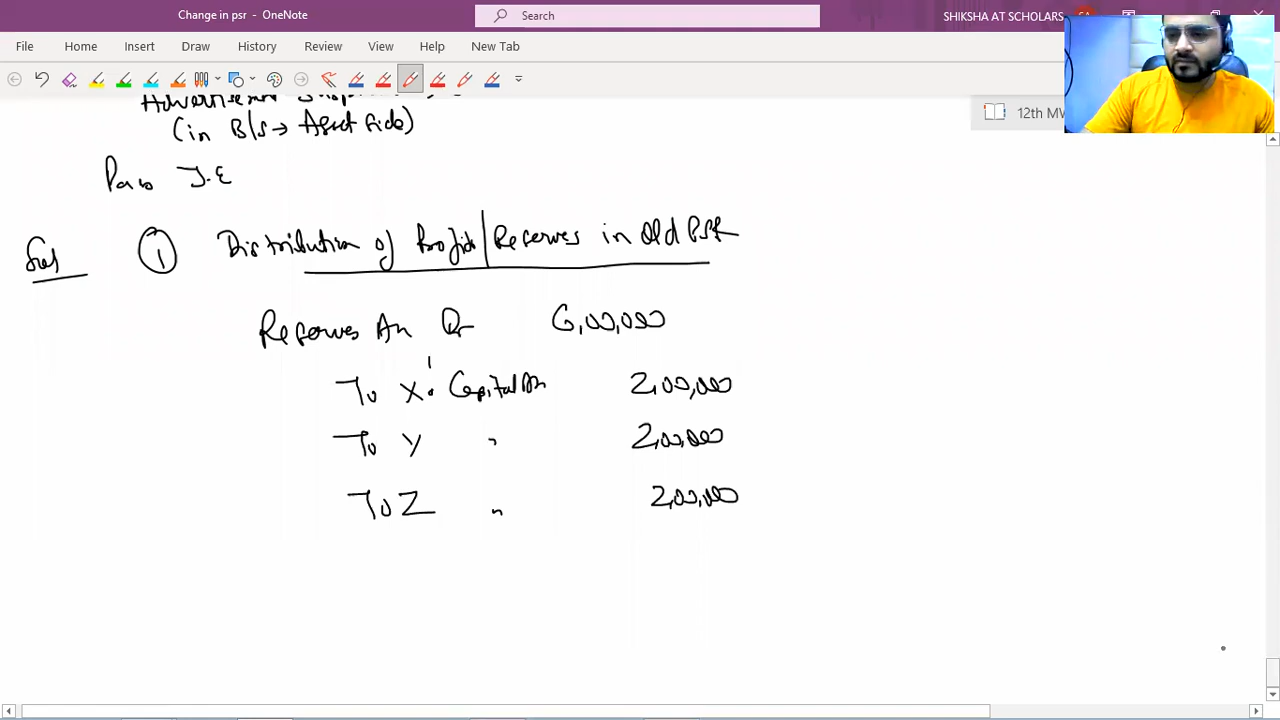 Change in psr - OneNote
Search
SHIKSHA AT SCHOLARS
File Home Insert Draw History Review View Help New Tab
12th MW
(in B/S → Asset side)
Pass J.E
Sol ① Distribution of Profit/Reserves in Old PSR
Reserves A/c Dr 6,00,000
To X's Capital A/c 2,00,000
To Y " 2,00,000
To Z " 2,00,000